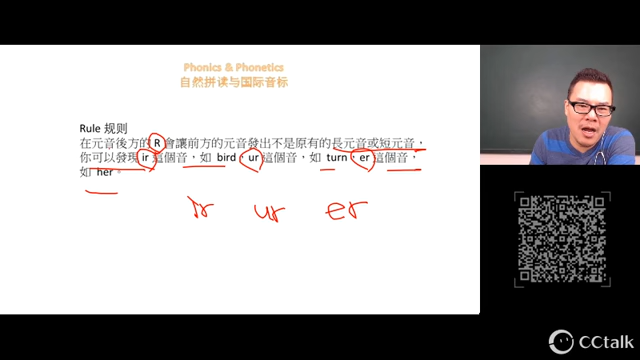 Phonics & Phonetics
自然拼读与国际音标
Rule 规则
在元音後方的 R 會讓前方的元音發出不是原有的長元音或短元音，
你可以發現 ir 這個音，如 bird，ur 這個音，如 turn，er 這個音，
如 her。
ir ur er
CCtalk